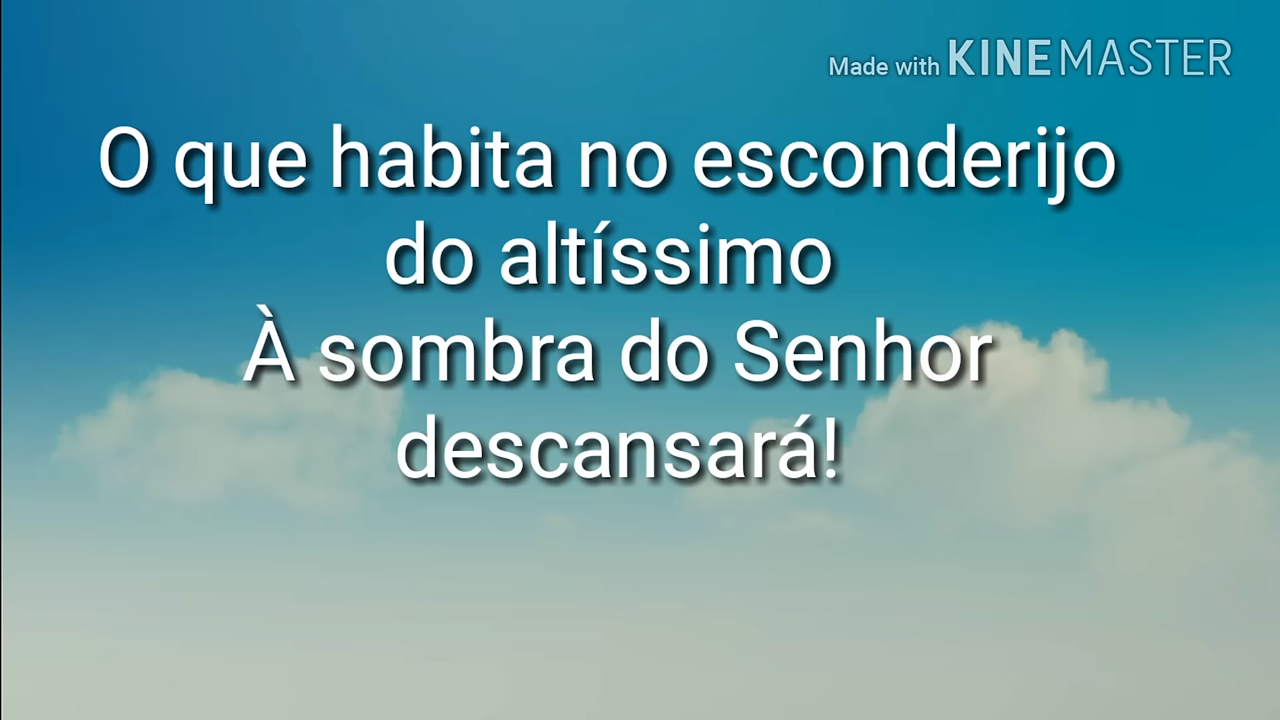 Made with KINEMASTER
O que habita no esconderijo
do altíssimo
À sombra do Senhor
descansará!